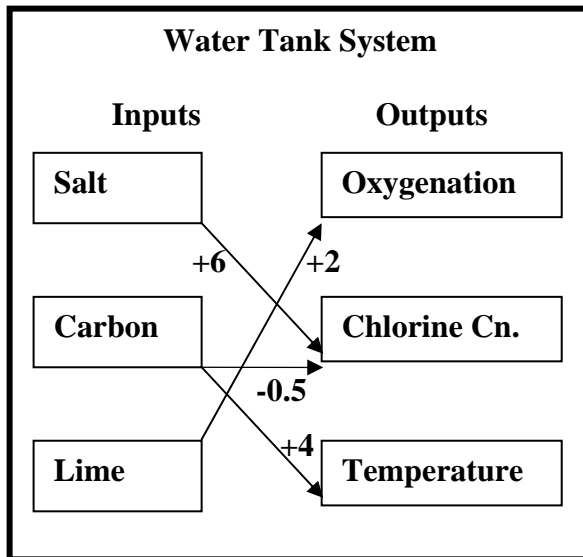 Water Tank System
Inputs Outputs
Salt Oxygenation
+6 +2
Carbon Chlorine Cn.
-0.5
+4
Lime Temperature